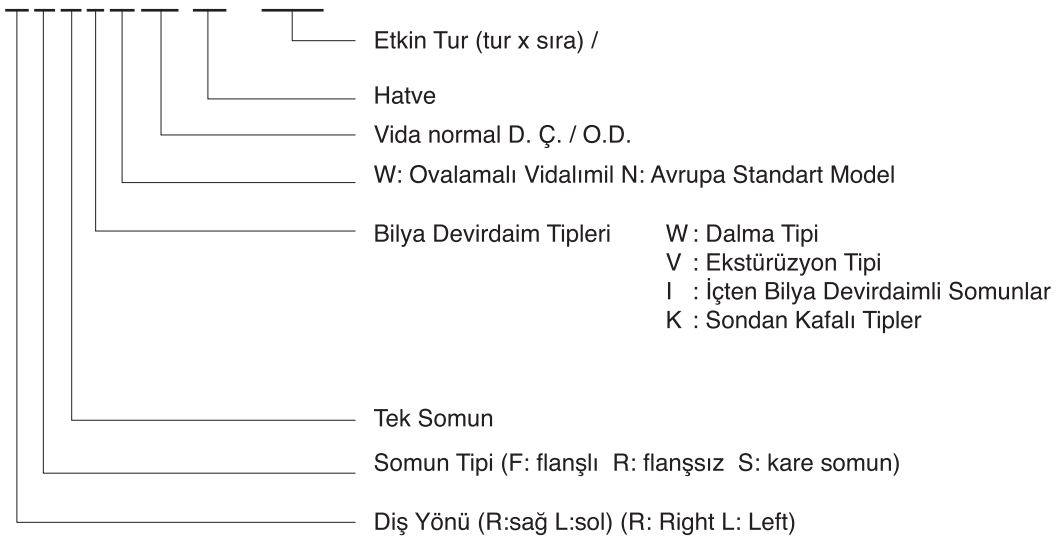 Etkin Tur (tur x sıra) /
Hatve
Vida normal D. Ç. / O.D.
W: Ovalamalı Vidalımil N: Avrupa Standart Model
Bilya Devirdaim Tipleri W : Dalma Tipi
V : Ekstürüzyon Tipi
I : İçten Bilya Devirdaimli Somunlar
K : Sondan Kafalı Tipler
Tek Somun
Somun Tipi (F: flanşlı R: flanşsız S: kare somun)
Diş Yönü (R:sağ L:sol) (R: Right L: Left)